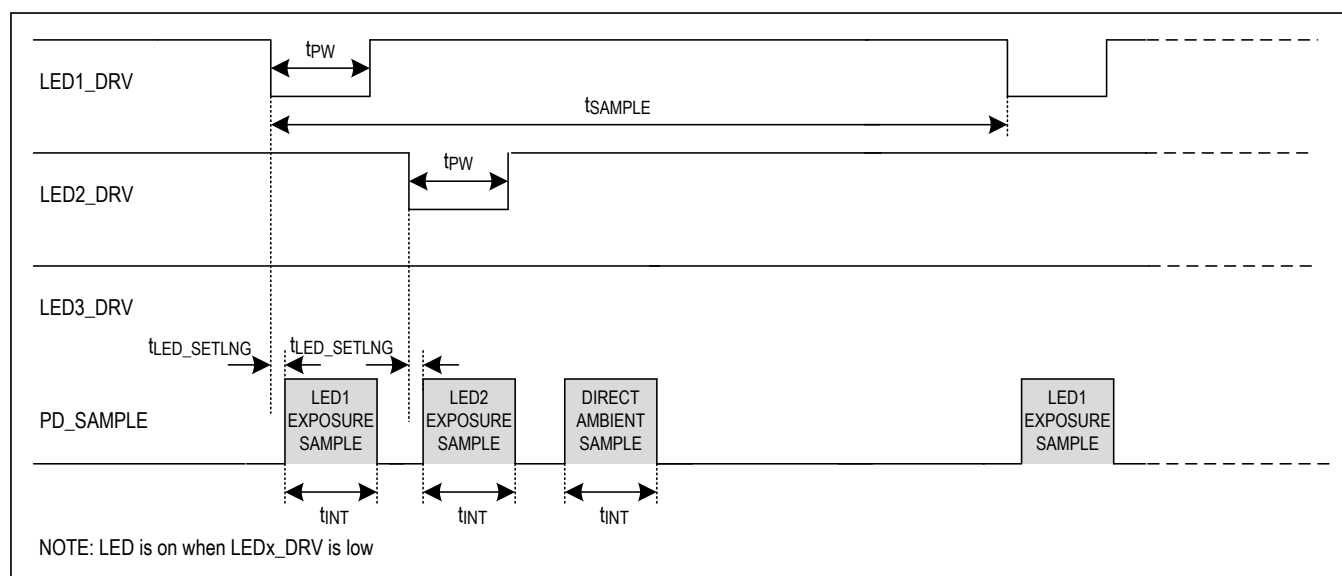 tPW
LED1_DRV
tSAMPLE
tPW
LED2_DRV
LED3_DRV
tLED_SETLNG
tLED_SETLNG
PD_SAMPLE
LED1
EXPOSURE
SAMPLE
LED2
EXPOSURE
SAMPLE
DIRECT
AMBIENT
SAMPLE
LED1
EXPOSURE
SAMPLE
tINT
tINT
tINT
NOTE: LED is on when LEDx_DRV is low